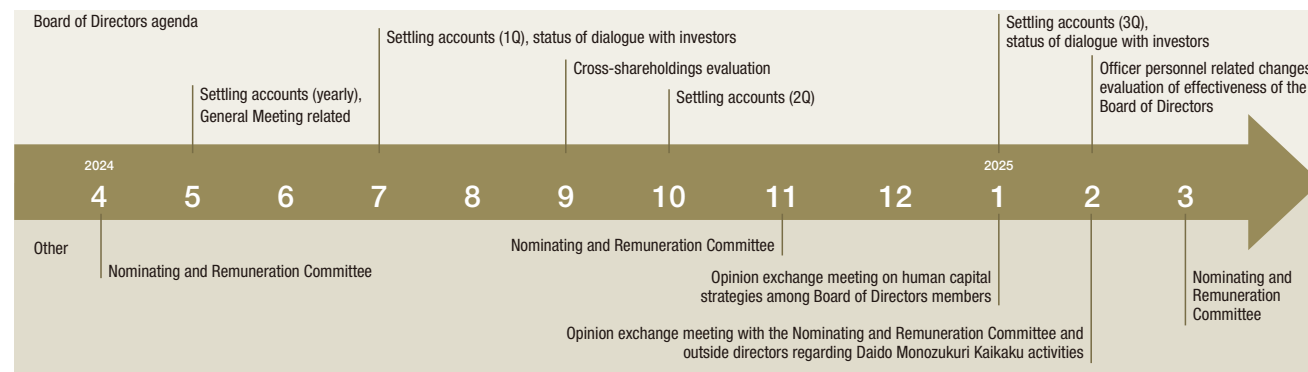 Board of Directors agenda
Settling accounts (yearly),
General Meeting related
Settling accounts (1Q), status of dialogue with investors
Cross-shareholdings evaluation
Settling accounts (2Q)
Settling accounts (3Q),
status of dialogue with investors
Officer personnel related changes
evaluation of effectiveness of the
Board of Directors
2024
2025
4 5 6 7 8 9 10 11 12 1 2 3
Other
Nominating and Remuneration Committee
Nominating and Remuneration Committee
Opinion exchange meeting on human capital
strategies among Board of Directors members
Opinion exchange meeting with the Nominating and Remuneration Committee and
outside directors regarding Daido Monozukuri Kaikaku activities
Nominating and
Remuneration
Committee